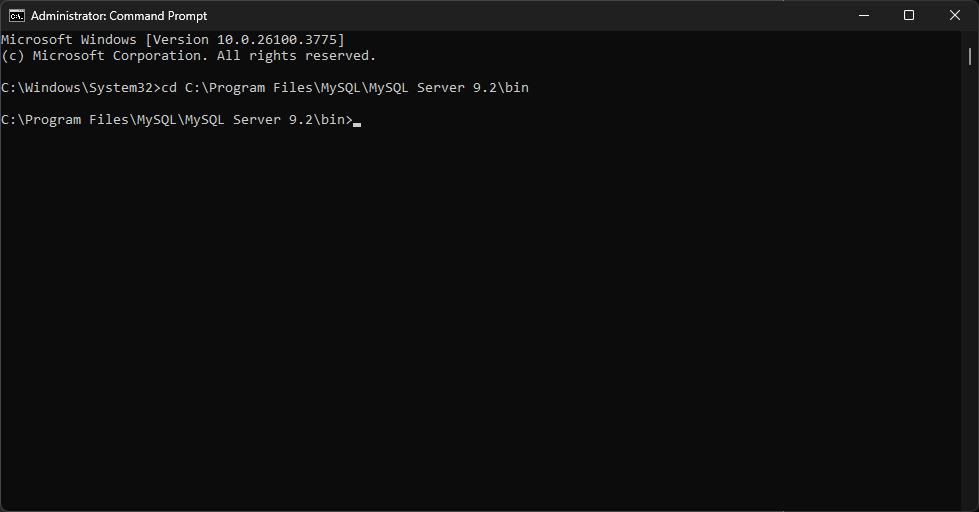 Administrator: Command Prompt
Microsoft Windows [Version 10.0.26100.3775]
(c) Microsoft Corporation. All rights reserved.
C:\Windows\System32>cd C:\Program Files\MySQL\MySQL Server 9.2\bin
C:\Program Files\MySQL\MySQL Server 9.2\bin>